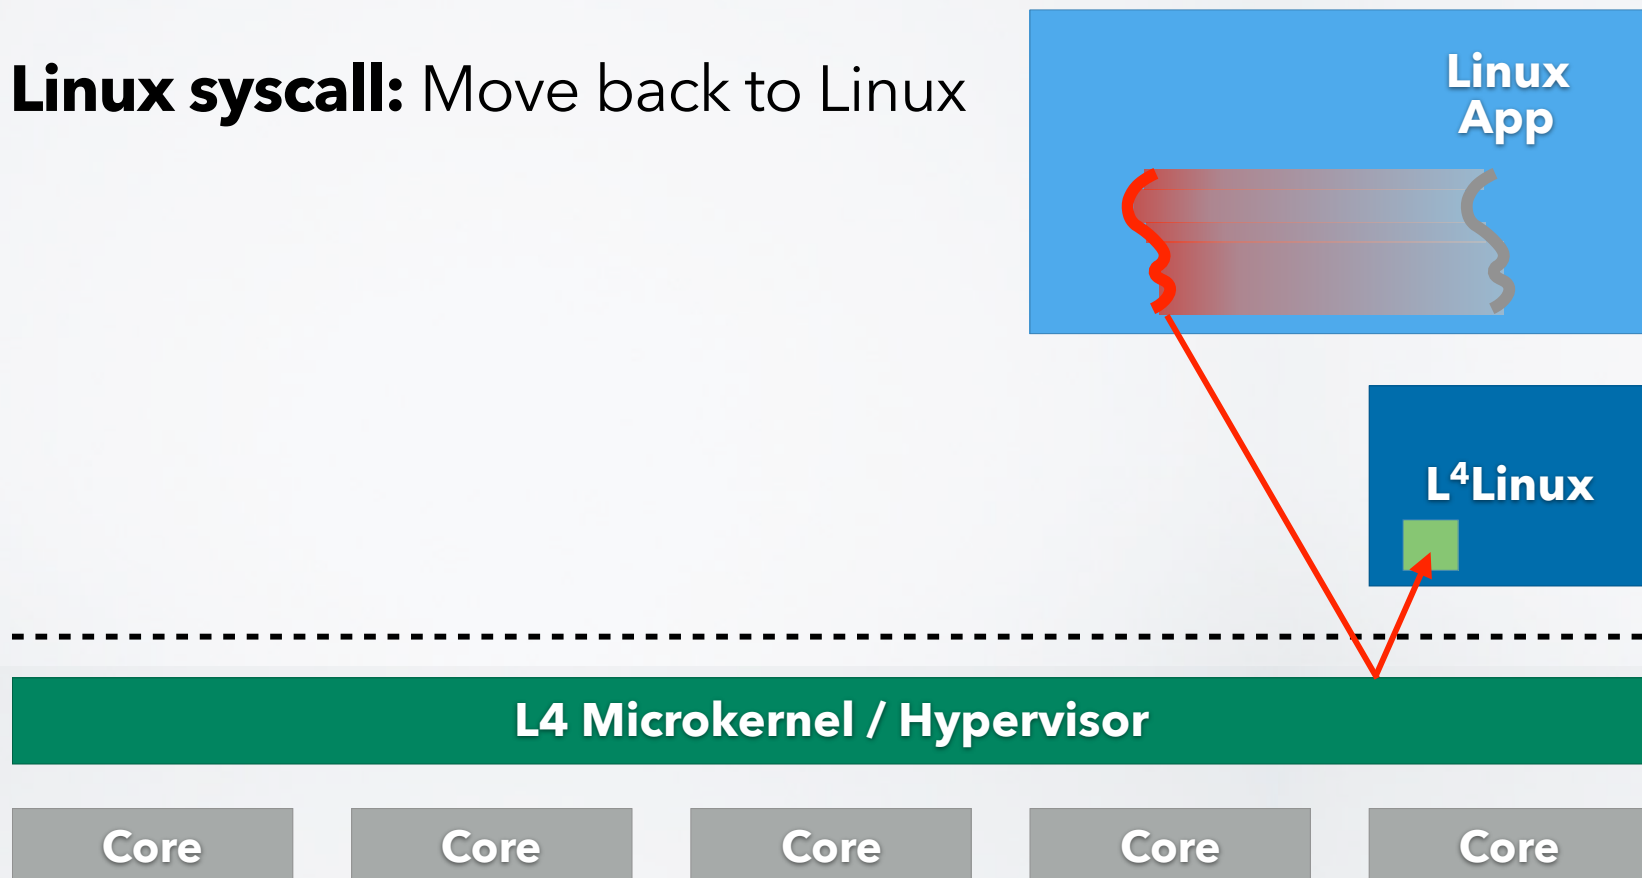 Linux syscall: Move back to Linux
Linux
App
L⁴Linux
L4 Microkernel / Hypervisor
Core
Core
Core
Core
Core